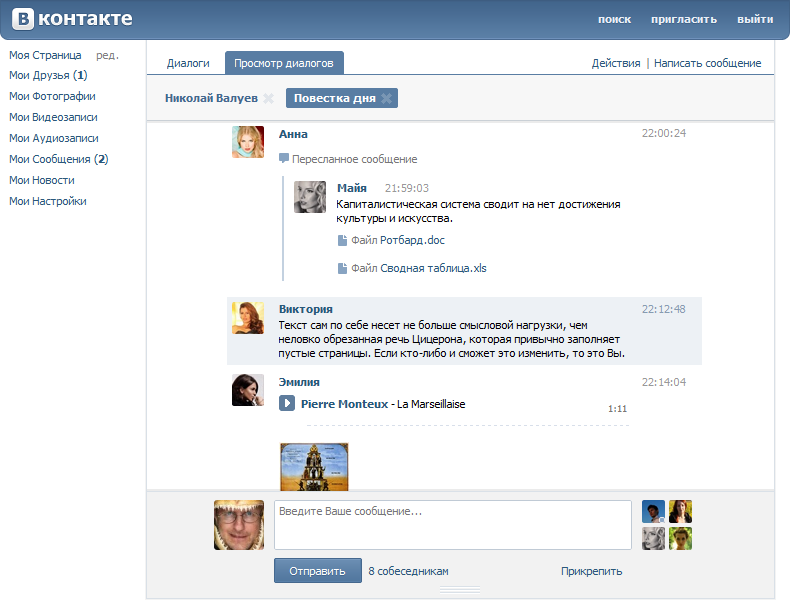 В контакте
поиск пригласить выйти
Моя Страница ред.
Мои Друзья (1)
Мои Фотографии
Мои Видеозаписи
Мои Аудиозаписи
Мои Сообщения (2)
Мои Новости
Мои Настройки
Диалоги Просмотр диалогов Действия | Написать сообщение
Николай Валуев Повестка дня
Анна 22:00:24
Пересланное сообщение
Майя 21:59:03
Капиталистическая система сводит на нет достижения
культуры и искусства.
Файл Ротбард.doc
Файл Сводная таблица.xls
Виктория 22:12:48
Текст сам по себе несет не больше смысловой нагрузки, чем
неловко обрезанная речь Цицерона, которая привычно заполняет
пустые страницы. Если кто-либо и сможет это изменить, то это Вы.
Эмилия 22:14:04
Pierre Monteux - La Marseillaise
1:11
Введите Ваше сообщение...
Отправить 8 собеседникам Прикрепить